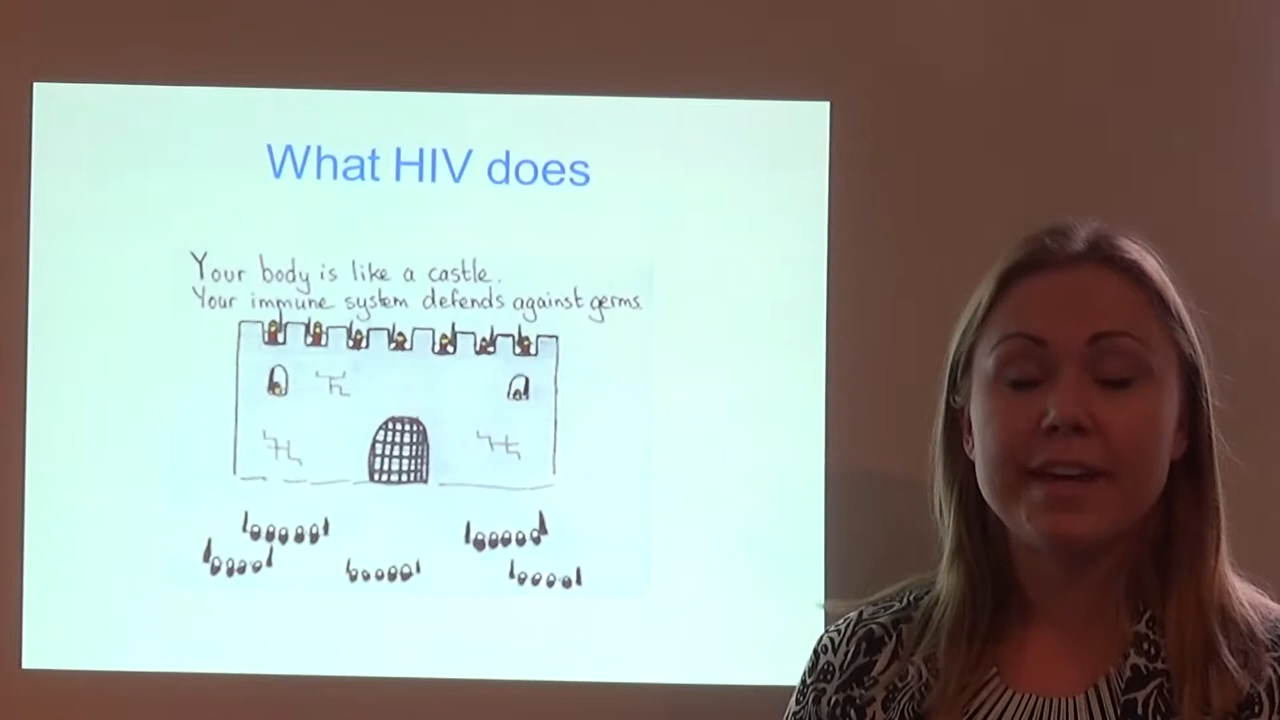 What HIV does
Your body is like a castle.
Your immune system defends against germs.